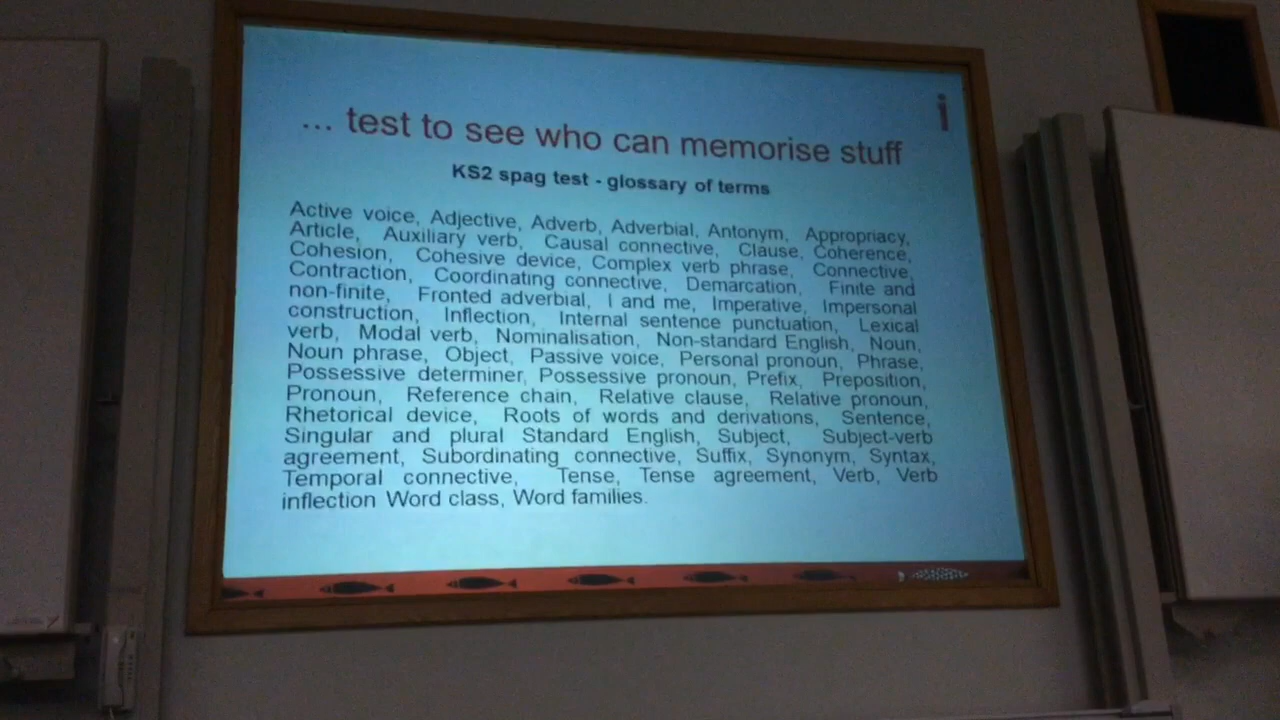 i
... test to see who can memorise stuff
KS2 spag test - glossary of terms
Active voice, Adjective, Adverb, Adverbial, Antonym, Appropriacy,
Article, Auxiliary verb, Causal connective, Clause, Coherence,
Cohesion, Cohesive device, Complex verb phrase, Connective,
Contraction, Coordinating connective, Demarcation, Finite and
non-finite, Fronted adverbial, I and me, Imperative, Impersonal
construction, Inflection, Internal sentence punctuation, Lexical
verb, Modal verb, Nominalisation, Non-standard English, Noun,
Noun phrase, Object, Passive voice, Personal pronoun, Phrase,
Possessive determiner, Possessive pronoun, Prefix, Preposition,
Pronoun, Reference chain, Relative clause, Relative pronoun,
Rhetorical device, Roots of words and derivations, Sentence,
Singular and plural Standard English, Subject, Subject-verb
agreement, Subordinating connective, Suffix, Synonym, Syntax,
Temporal connective, Tense, Tense agreement, Verb, Verb
inflection Word class, Word families.